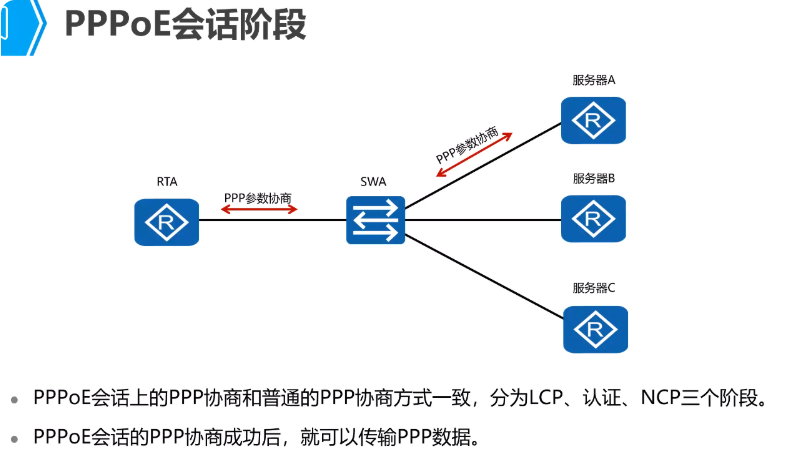 PPPoE会话阶段
服务器A
PPP参数协商
RTA
SWA
服务器B
PPP参数协商
R
R
R
服务器C
R
PPPoE会话上的PPP协商和普通的PPP协商方式一致，分为LCP、认证、NCP三个阶段。
PPPoE会话的PPP协商成功后，就可以传输PPP数据。